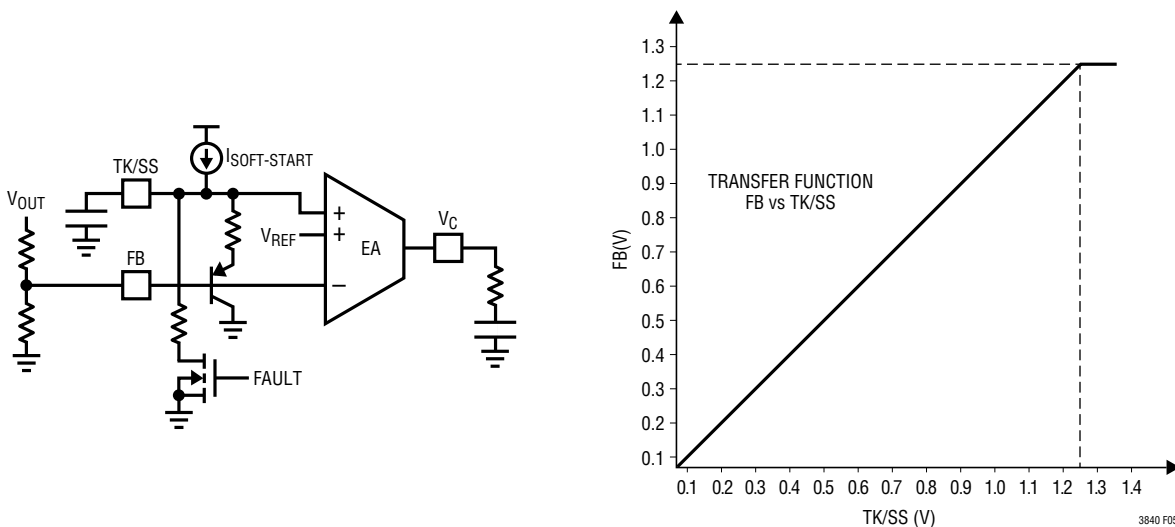 TK/SS
I SOFT-START
VOUT
VREF
FB
+
+
–
EA
VC
FAULT
FB(V)
1.3
1.2
1.1
1.0
0.9
0.8
0.7
0.6
0.5
0.4
0.3
0.2
0.1
TRANSFER FUNCTION
FB vs TK/SS
0.1 0.2 0.3 0.4 0.5 0.6 0.7 0.8 0.9 1.0 1.1 1.2 1.3 1.4
TK/SS (V)